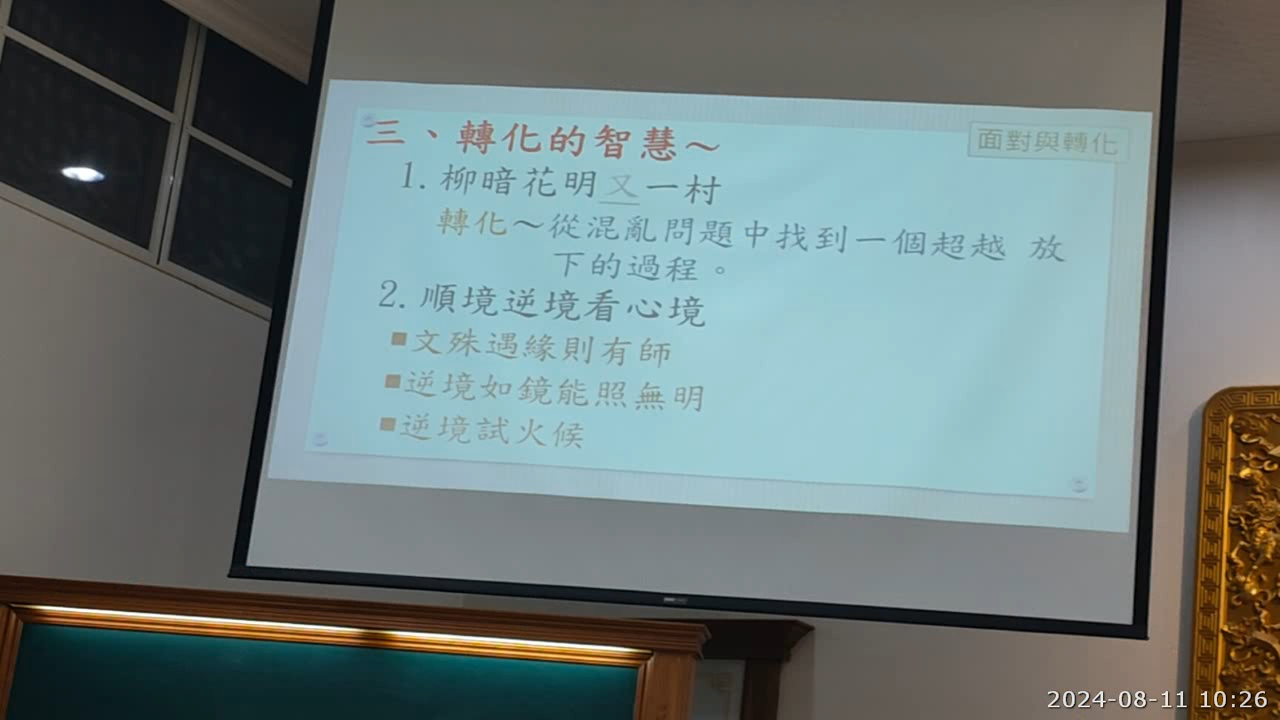 面對與轉化
三、轉化的智慧～
1. 柳暗花明又一村
轉化～從混亂問題中找到一個超越 放
下的過程。
2. 順境逆境看心境
■文殊遇緣則有師
■逆境如鏡能照無明
■逆境試火候
2024-08-11 10:26